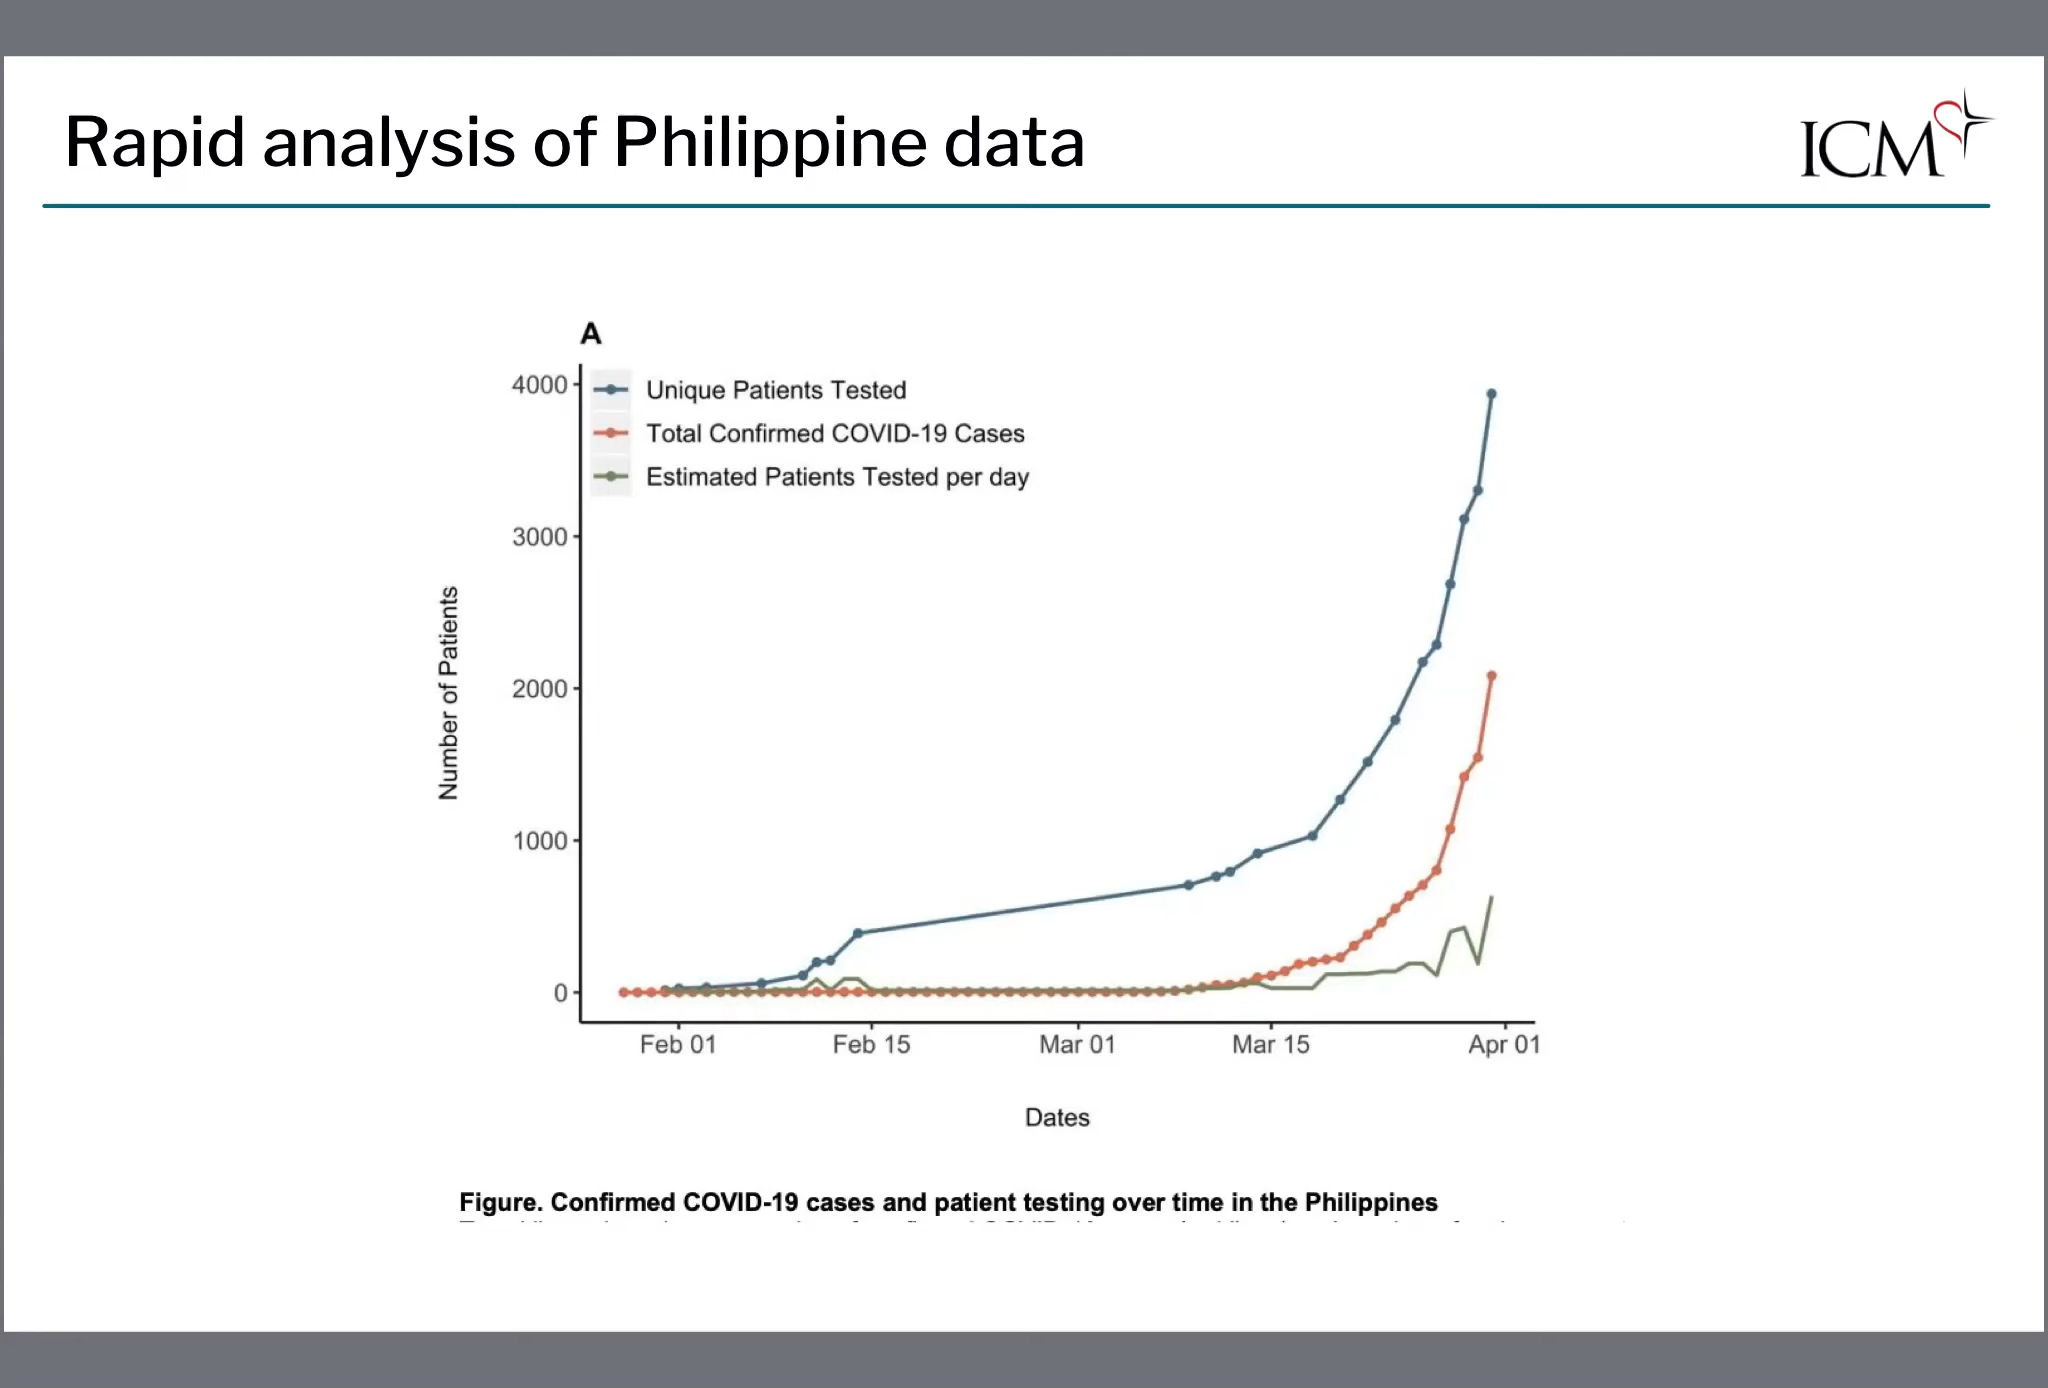 Rapid analysis of Philippine data
ICM
A
Unique Patients Tested
Total Confirmed COVID-19 Cases
Estimated Patients Tested per day
4000
3000
2000
1000
0
Number of Patients
Feb 01
Feb 15
Mar 01
Mar 15
Apr 01
Dates
Figure. Confirmed COVID-19 cases and patient testing over time in the Philippines